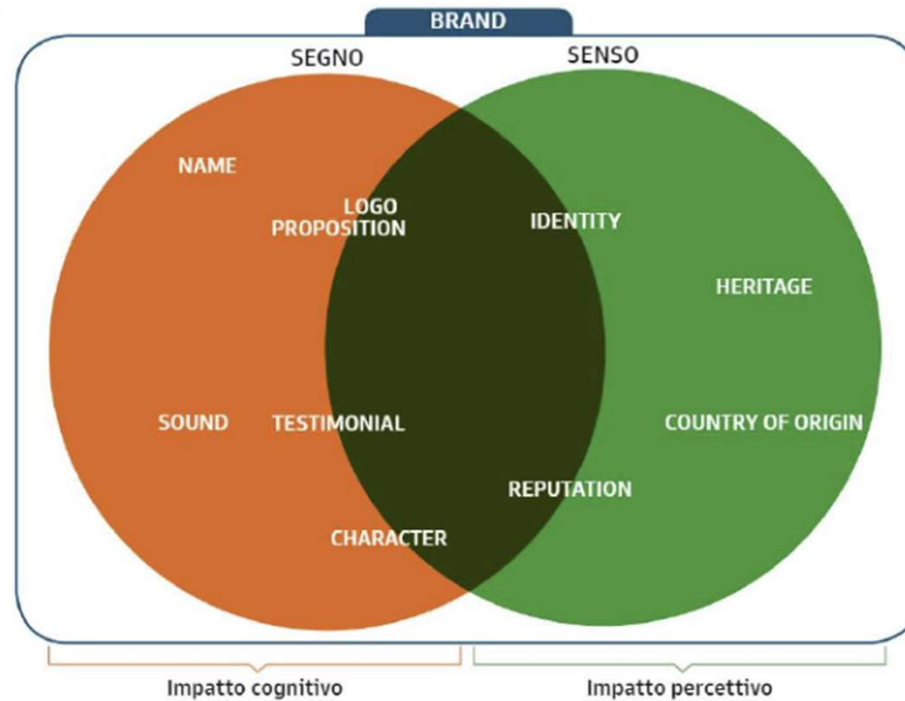 BRAND
SEGNO
SENSO
NAME
LOGO
PROPOSITION
IDENTITY
HERITAGE
SOUND
TESTIMONIAL
COUNTRY OF ORIGIN
REPUTATION
CHARACTER
Impatto cognitivo
Impatto percettivo